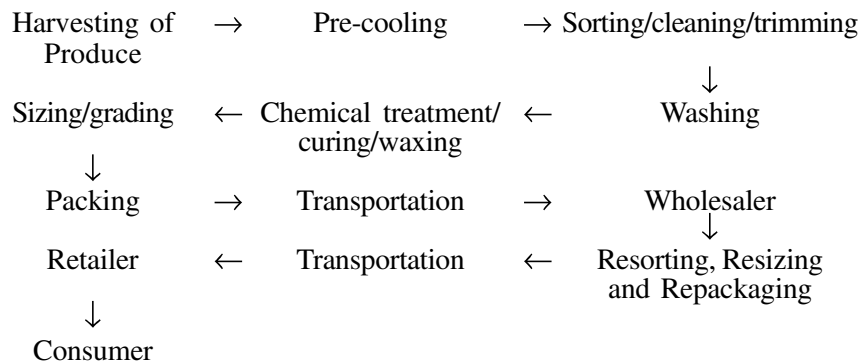 Harvesting of → Pre-cooling → Sorting/cleaning/trimming
Produce
↓
Sizing/grading ← Chemical treatment/ ← Washing
curing/waxing
↓
Packing → Transportation → Wholesaler
↓
Retailer ← Transportation ← Resorting, Resizing
and Repackaging
↓
Consumer